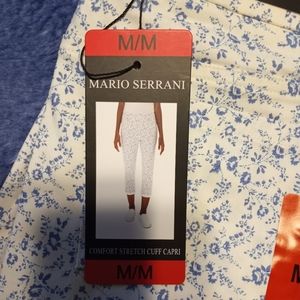 M/M
MARIO SERRANI
COMFORT STRETCH CUFF CAPRI
M/M
M